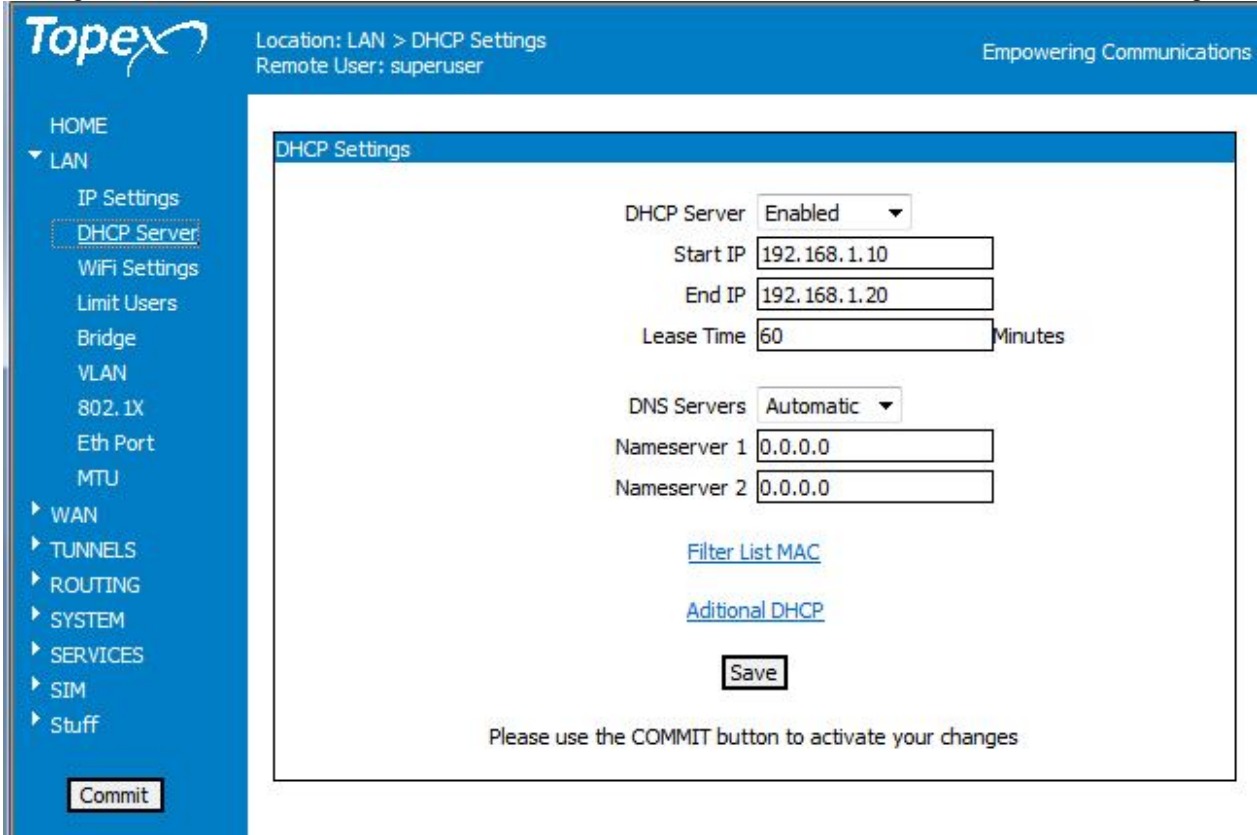 Topex
Location: LAN > DHCP Settings
Remote User: superuser
Empowering Communications
HOME
LAN
IP Settings
DHCP Server
WiFi Settings
Limit Users
Bridge
VLAN
802.1X
Eth Port
MTU
WAN
TUNNELS
ROUTING
SYSTEM
SERVICES
SIM
Stuff
Commit
DHCP Settings
DHCP Server Enabled
Start IP 192.168.1.10
End IP 192.168.1.20
Lease Time 60 Minutes
DNS Servers Automatic
Nameserver 1 0.0.0.0
Nameserver 2 0.0.0.0
Filter List MAC
Aditional DHCP
Save
Please use the COMMIT button to activate your changes